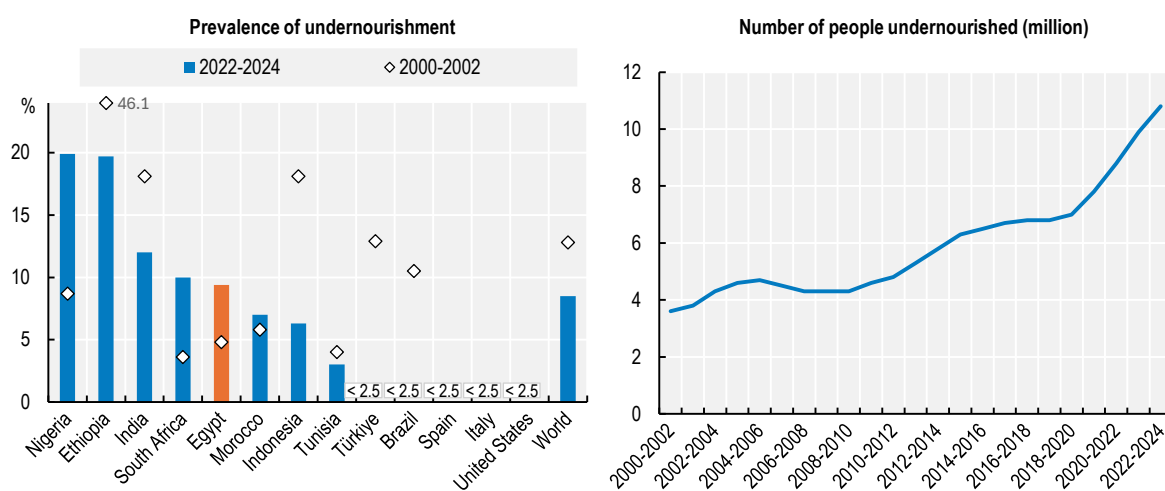 Prevalence of undernourishment
2022-2024
2000-2002
%
46.1
20
15
10
5
0
< 2.5
< 2.5
< 2.5
< 2.5
< 2.5
Nigeria
Ethiopia
India
South Africa
Egypt
Morocco
Indonesia
Tunisia
Türkiye
Brazil
Spain
Italy
United States
World
Number of people undernourished (million)
12
10
8
6
4
2
0
2000-2002
2002-2004
2004-2006
2006-2008
2008-2010
2010-2012
2012-2014
2014-2016
2016-2018
2018-2020
2020-2022
2022-2024